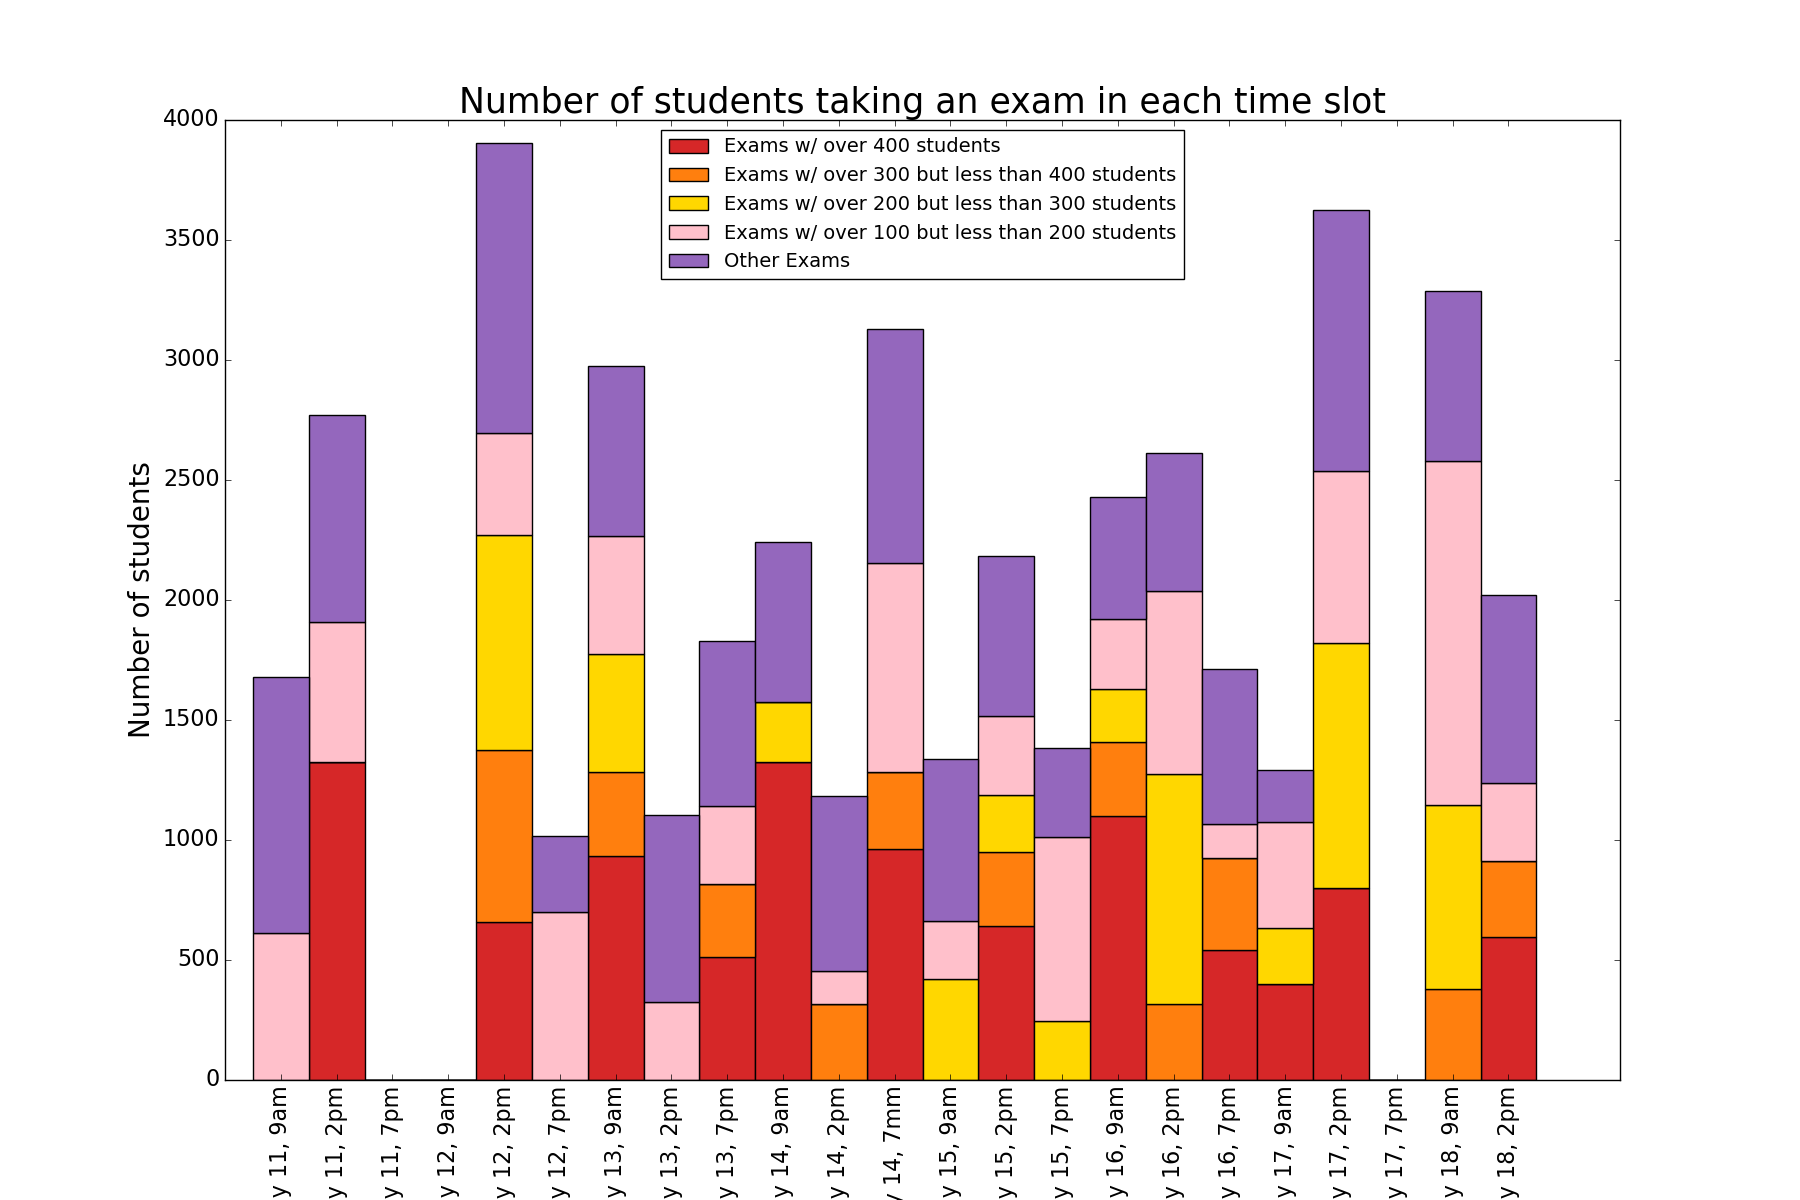 Number of students taking an exam in each time slot
Exams w/ over 400 students
Exams w/ over 300 but less than 400 students
Exams w/ over 200 but less than 300 students
Exams w/ over 100 but less than 200 students
Other Exams
Number of students
4000
3500
3000
2500
2000
1500
1000
500
0
y 11, 9am
y 11, 2pm
y 11, 7pm
y 12, 9am
y 12, 2pm
y 12, 7pm
y 13, 9am
y 13, 2pm
y 13, 7pm
y 14, 9am
y 14, 2pm
y 14, 7mm
y 15, 9am
y 15, 2pm
y 15, 7pm
y 16, 9am
y 16, 2pm
y 16, 7pm
y 17, 9am
y 17, 2pm
y 17, 7pm
y 18, 9am
y 18, 2pm